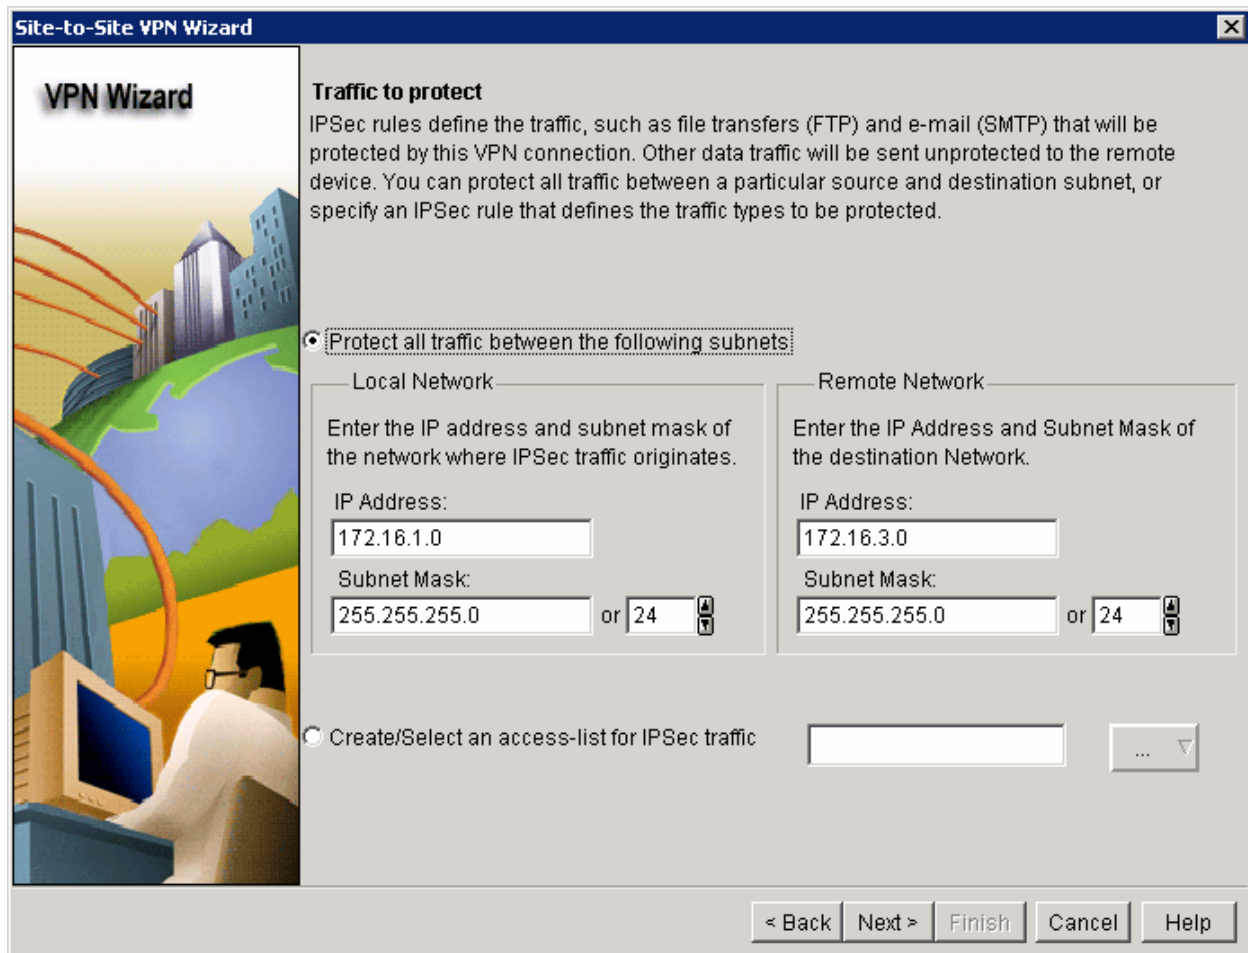 Site-to-Site VPN Wizard
VPN Wizard
Traffic to protect
IPSec rules define the traffic, such as file transfers (FTP) and e-mail (SMTP) that will be
protected by this VPN connection. Other data traffic will be sent unprotected to the remote
device. You can protect all traffic between a particular source and destination subnet, or
specify an IPSec rule that defines the traffic types to be protected.
Protect all traffic between the following subnets
Local Network
Enter the IP address and subnet mask of
the network where IPSec traffic originates.
IP Address:
172.16.1.0
Subnet Mask:
255.255.255.0 or 24
Remote Network
Enter the IP Address and Subnet Mask of
the destination Network.
IP Address:
172.16.3.0
Subnet Mask:
255.255.255.0 or 24
Create/Select an access-list for IPSec traffic
...
< Back Next > Finish Cancel Help